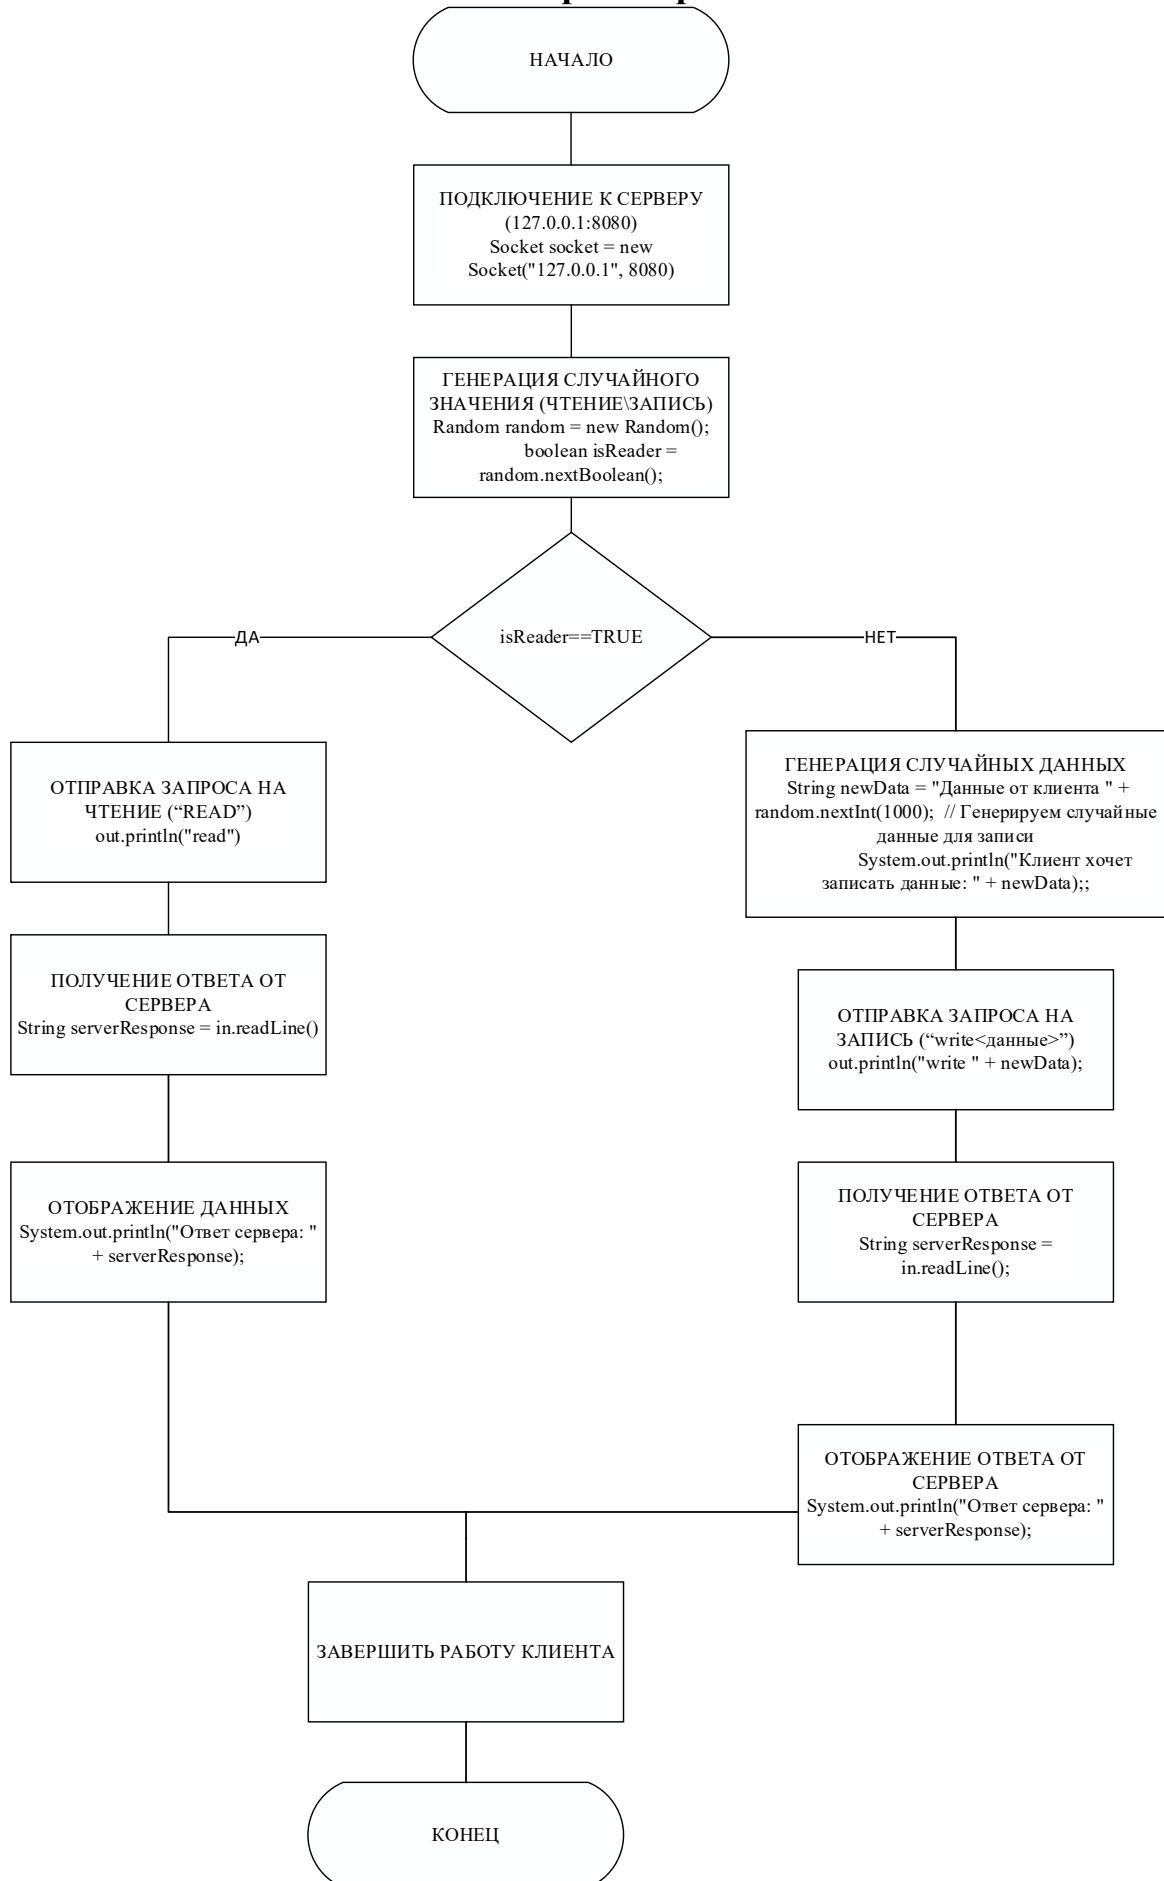 НАЧАЛО
ПОДКЛЮЧЕНИЕ К СЕРВЕРУ
(127.0.0.1:8080)
Socket socket = new
Socket("127.0.0.1", 8080)
ГЕНЕРАЦИЯ СЛУЧАЙНОГО
ЗНАЧЕНИЯ (ЧТЕНИЕ\ЗАПИСЬ)
Random random = new Random();
boolean isReader =
random.nextBoolean();
isReader==TRUE
ДА
НЕТ
ОТПРАВКА ЗАПРОСА НА
ЧТЕНИЕ (“READ”)
out.println("read")
ПОЛУЧЕНИЕ ОТВЕТА ОТ
СЕРВЕРА
String serverResponse = in.readLine()
ОТОБРАЖЕНИЕ ДАННЫХ
System.out.println("Ответ сервера: "
+ serverResponse);
ГЕНЕРАЦИЯ СЛУЧАЙНЫХ ДАННЫХ
String newData = "Данные от клиента " +
random.nextInt(1000);  // Генерируем случайные
данные для записи
System.out.println("Клиент хочет
записать данные: " + newData);;
ОТПРАВКА ЗАПРОСА НА
ЗАПИСЬ (“write<данные>”)
out.println("write " + newData);
ПОЛУЧЕНИЕ ОТВЕТА ОТ
СЕРВЕРА
String serverResponse =
in.readLine();
ОТОБРАЖЕНИЕ ОТВЕТА ОТ
СЕРВЕРА
System.out.println("Ответ сервера: "
+ serverResponse);
ЗАВЕРШИТЬ РАБОТУ КЛИЕНТА
КОНЕЦ